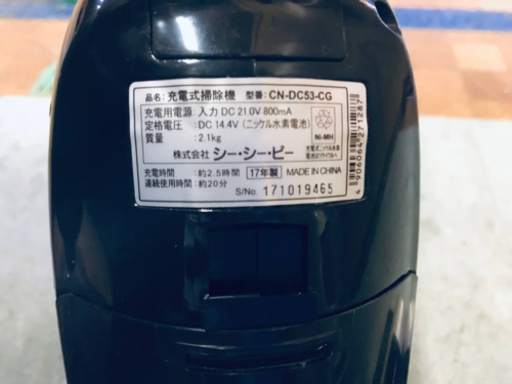 品名: 充電式掃除機 型番: CN-DC53-CG
充電用電源: 入力 DC 21.0V 800mA
定格電圧 : DC 14.4V (ニッケル水素電池)
質量 : 2.1kg
Ni-MH
株式会社 シー・シー・ピー
充電時間 : 約2.5時間 17年製 MADE IN CHINA
連続使用時間 : 約20分
S/No. 171019465
4 906064 271287